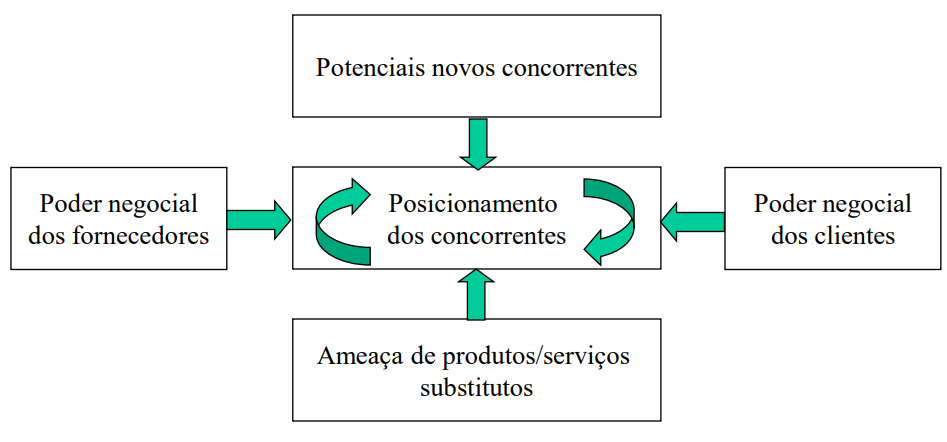 Potenciais novos concorrentes
Poder negocial
dos fornecedores
Posicionamento
dos concorrentes
Poder negocial
dos clientes
Ameaça de produtos/serviços
substitutos